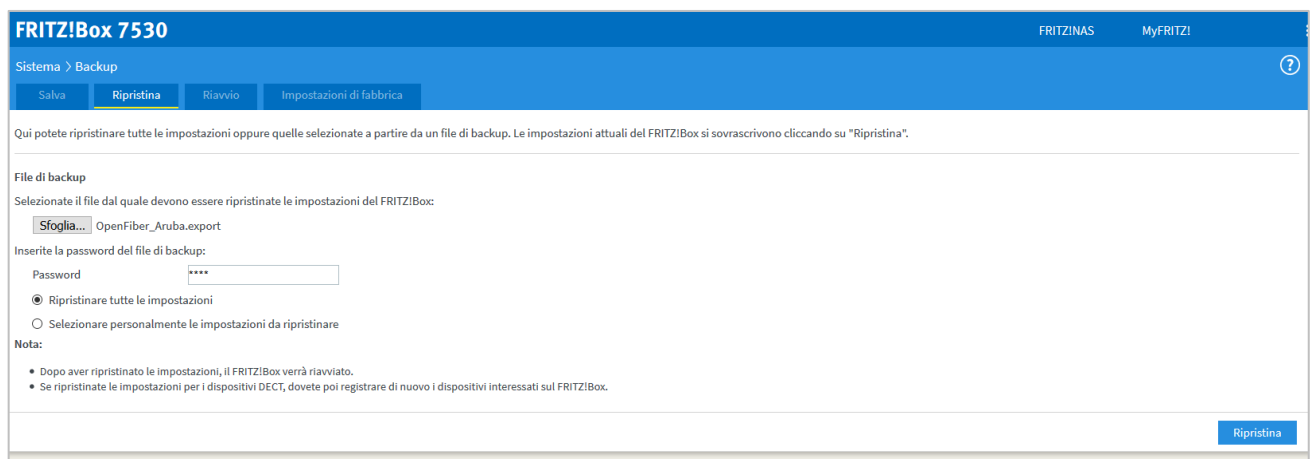 FRITZ!Box 7530
FRITZ!NAS MyFRITZ!
Sistema > Backup
?
Salva Ripristina Riavvio Impostazioni di fabbrica
Qui potete ripristinare tutte le impostazioni oppure quelle selezionate a partire da un file di backup. Le impostazioni attuali del FRITZ!Box si sovrascrivono cliccando su "Ripristina".
File di backup
Selezionate il file dal quale devono essere ripristinate le impostazioni del FRITZ!Box:
Sfoglia... OpenFiber_Aruba.export
Inserite la password del file di backup:
Password ****
Ripristinare tutte le impostazioni
Selezionare personalmente le impostazioni da ripristinare
Nota:
• Dopo aver ripristinato le impostazioni, il FRITZ!Box verrà riavviato.
• Se ripristinate le impostazioni per i dispositivi DECT, dovete poi registrare di nuovo i dispositivi interessati sul FRITZ!Box.
Ripristina